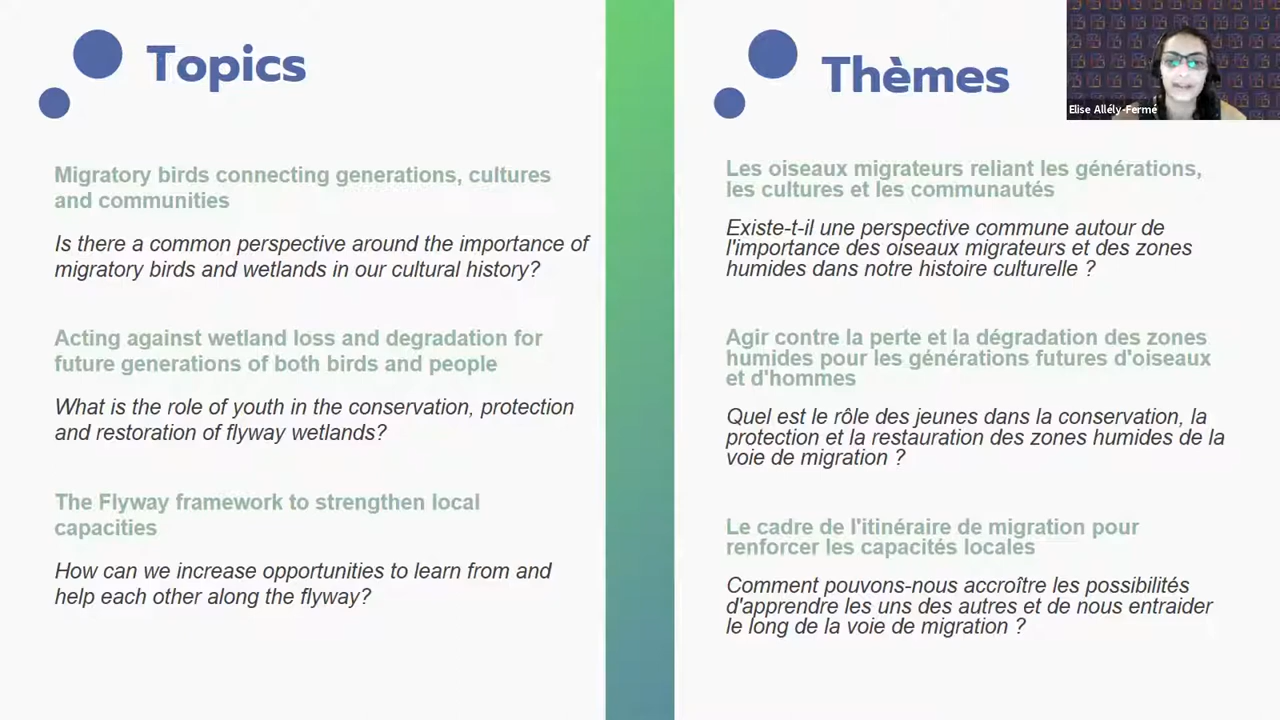 Topics
Migratory birds connecting generations, cultures
and communities
Is there a common perspective around the importance of
migratory birds and wetlands in our cultural history?
Acting against wetland loss and degradation for
future generations of both birds and people
What is the role of youth in the conservation, protection
and restoration of flyway wetlands?
The Flyway framework to strengthen local
capacities
How can we increase opportunities to learn from and
help each other along the flyway?
Thèmes
Les oiseaux migrateurs reliant les générations,
les cultures et les communautés
Existe-t-il une perspective commune autour de
l'importance des oiseaux migrateurs et des zones
humides dans notre histoire culturelle ?
Agir contre la perte et la dégradation des zones
humides pour les générations futures d'oiseaux
et d'hommes
Quel est le rôle des jeunes dans la conservation, la
protection et la restauration des zones humides de la
voie de migration ?
Le cadre de l'itinéraire de migration pour
renforcer les capacités locales
Comment pouvons-nous accroître les possibilités
d'apprendre les uns des autres et de nous entraider
le long de la voie de migration ?
Elise Allély-Fermé